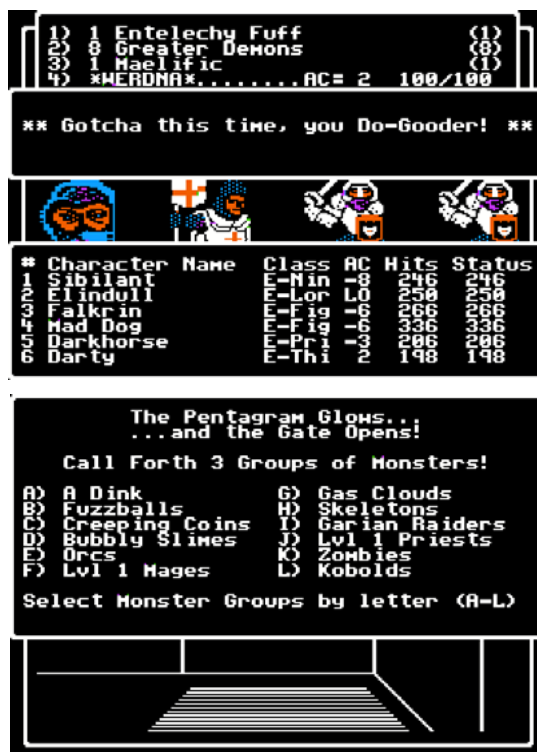 1) 1 Entelechy Fuff (1)
2) 8 Greater Demons (8)
3) 1 Maelific (1)
4) *WERDNA*........AC= 2 100/100
** Gotcha this time, you Do-Gooder! **
# Character Name Class AC Hits Status
1 Sibilant E-Nin -8 246 246
2 Elindull E-Lor LO 250 250
3 Falkrin E-Fig -6 266 266
4 Mad Dog E-Fig -6 336 336
5 Darkhorse E-Pri -3 206 206
6 Darty E-Thi 2 198 198
The Pentagram Glows...
...and the Gate Opens!
Call Forth 3 Groups of Monsters!
A) A Dink G) Gas Clouds
B) Fuzzballs H) Skeletons
C) Creeping Coins I) Garian Raiders
D) Bubbly Slimes J) Lvl 1 Priests
E) Orcs K) Zombies
F) Lvl 1 Mages L) Kobolds
Select Monster Groups by letter (A-L)